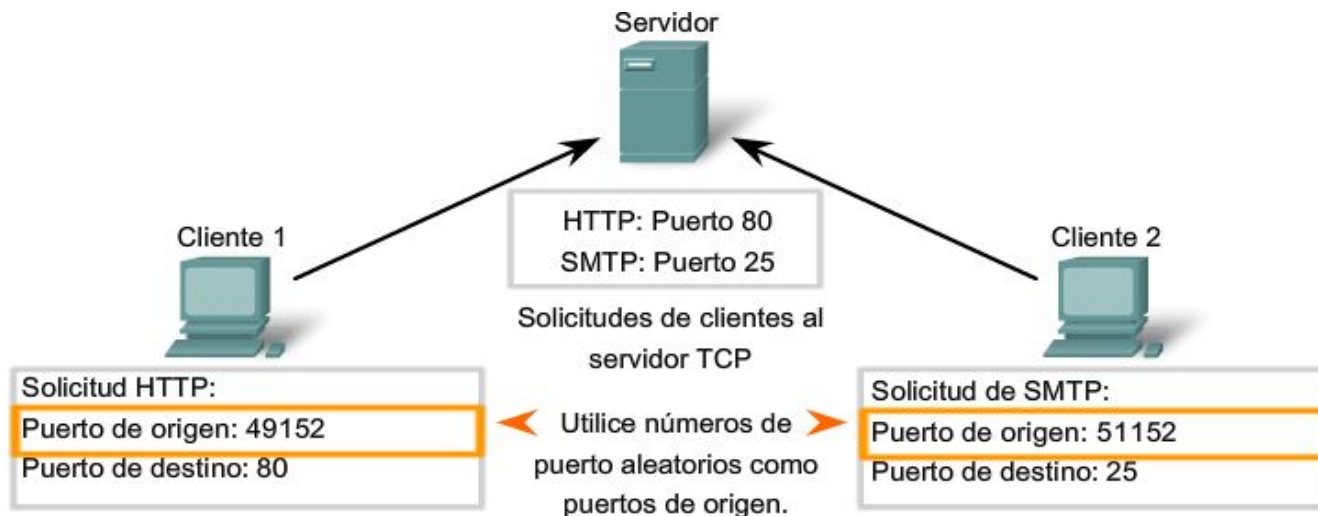 Servidor
Cliente 1
HTTP: Puerto 80
SMTP: Puerto 25
Cliente 2
Solicitudes de clientes al
servidor TCP
Solicitud HTTP:
Puerto de origen: 49152
Puerto de destino: 80
Utilice números de
puerto aleatorios como
puertos de origen.
Solicitud de SMTP:
Puerto de origen: 51152
Puerto de destino: 25